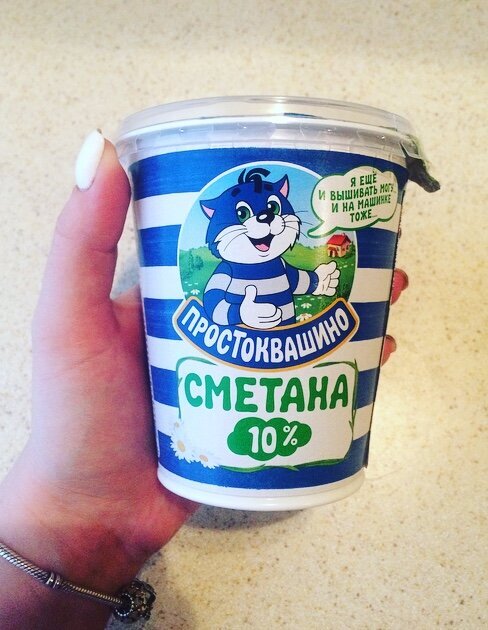 Я ЕЩЁ
И ВЫШИВАТЬ МОГУ...
И НА МАШИНКЕ
ТОЖЕ...
ПРОСТОКВАШИНО
СМЕТАНА
10%